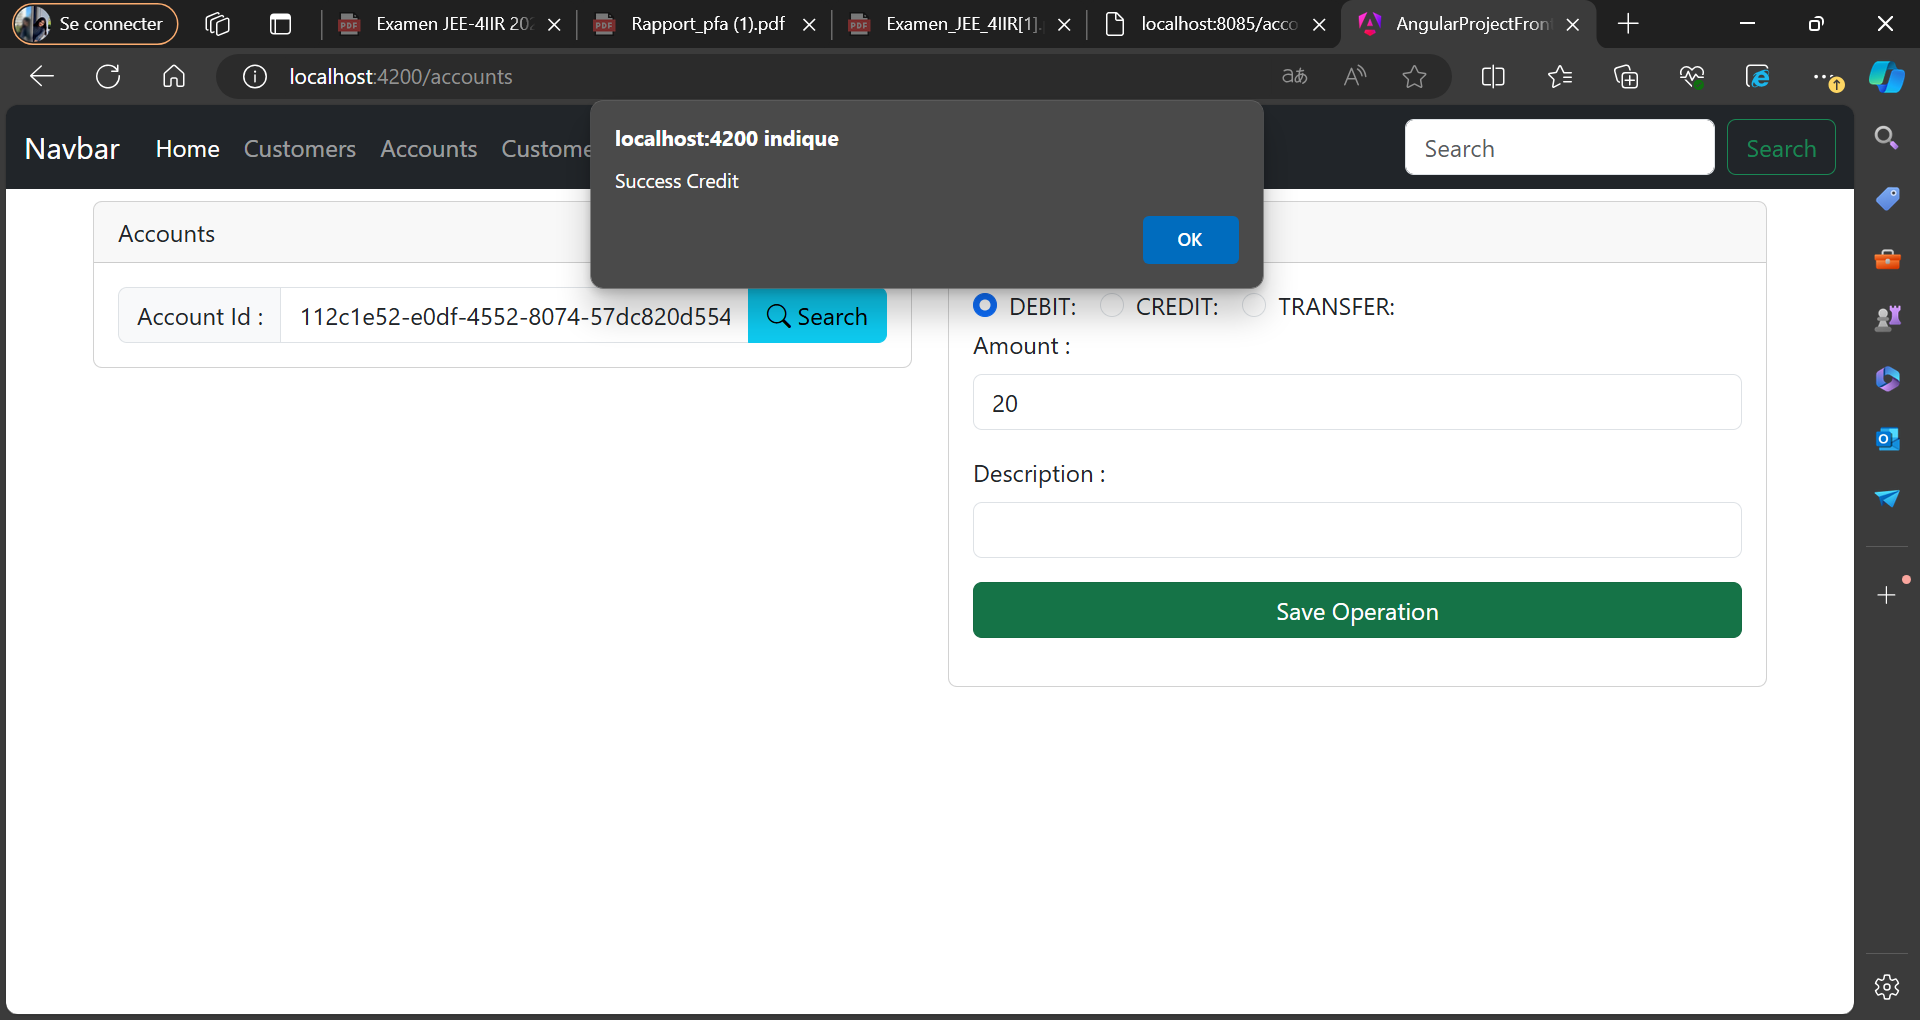 Se connecter
Examen JEE-4IIR 202
Rapport_pfa (1).pdf
Examen_JEE_4IIR[1].
localhost:8085/acco
AngularProjectFron
localhost:4200/accounts
Navbar Home Customers Accounts Custome
Search
Search
localhost:4200 indique
Success Credit
OK
Accounts
Account Id :
112c1e52-e0df-4552-8074-57dc820d554
Search
DEBIT: CREDIT: TRANSFER:
Amount :
20
Description :
Save Operation